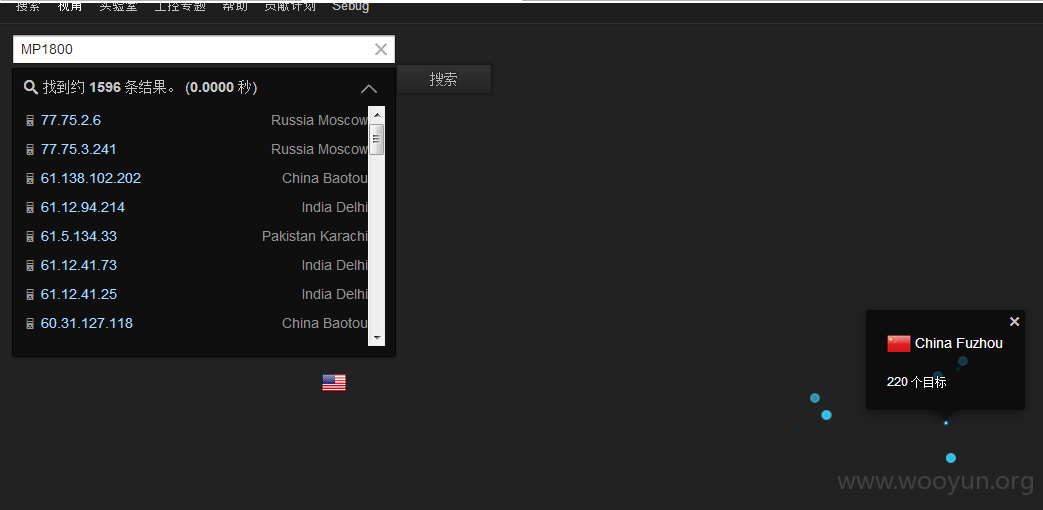 搜索 视角 实验室 工控专题 帮助 贡献计划 Sebug
MP1800
搜索
找到约 1596 条结果。 (0.0000 秒)
77.75.2.6 Russia Moscow
77.75.3.241 Russia Moscow
61.138.102.202 China Baotou
61.12.94.214 India Delhi
61.5.134.33 Pakistan Karachi
61.12.41.73 India Delhi
61.12.41.25 India Delhi
60.31.127.118 China Baotou
China Fuzhou
220 个目标
www.wooyun.org